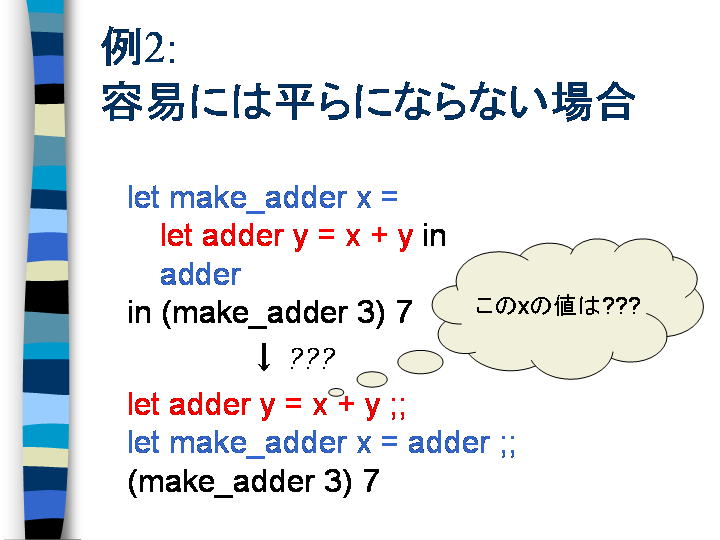 例2:
容易には平らにならない場合
let make_adder x =
let adder y = x + y in
adder
in (make_adder 3) 7
このxの値は???
↓ ???
let adder y = x + y ;;
let make_adder x = adder ;;
(make_adder 3) 7